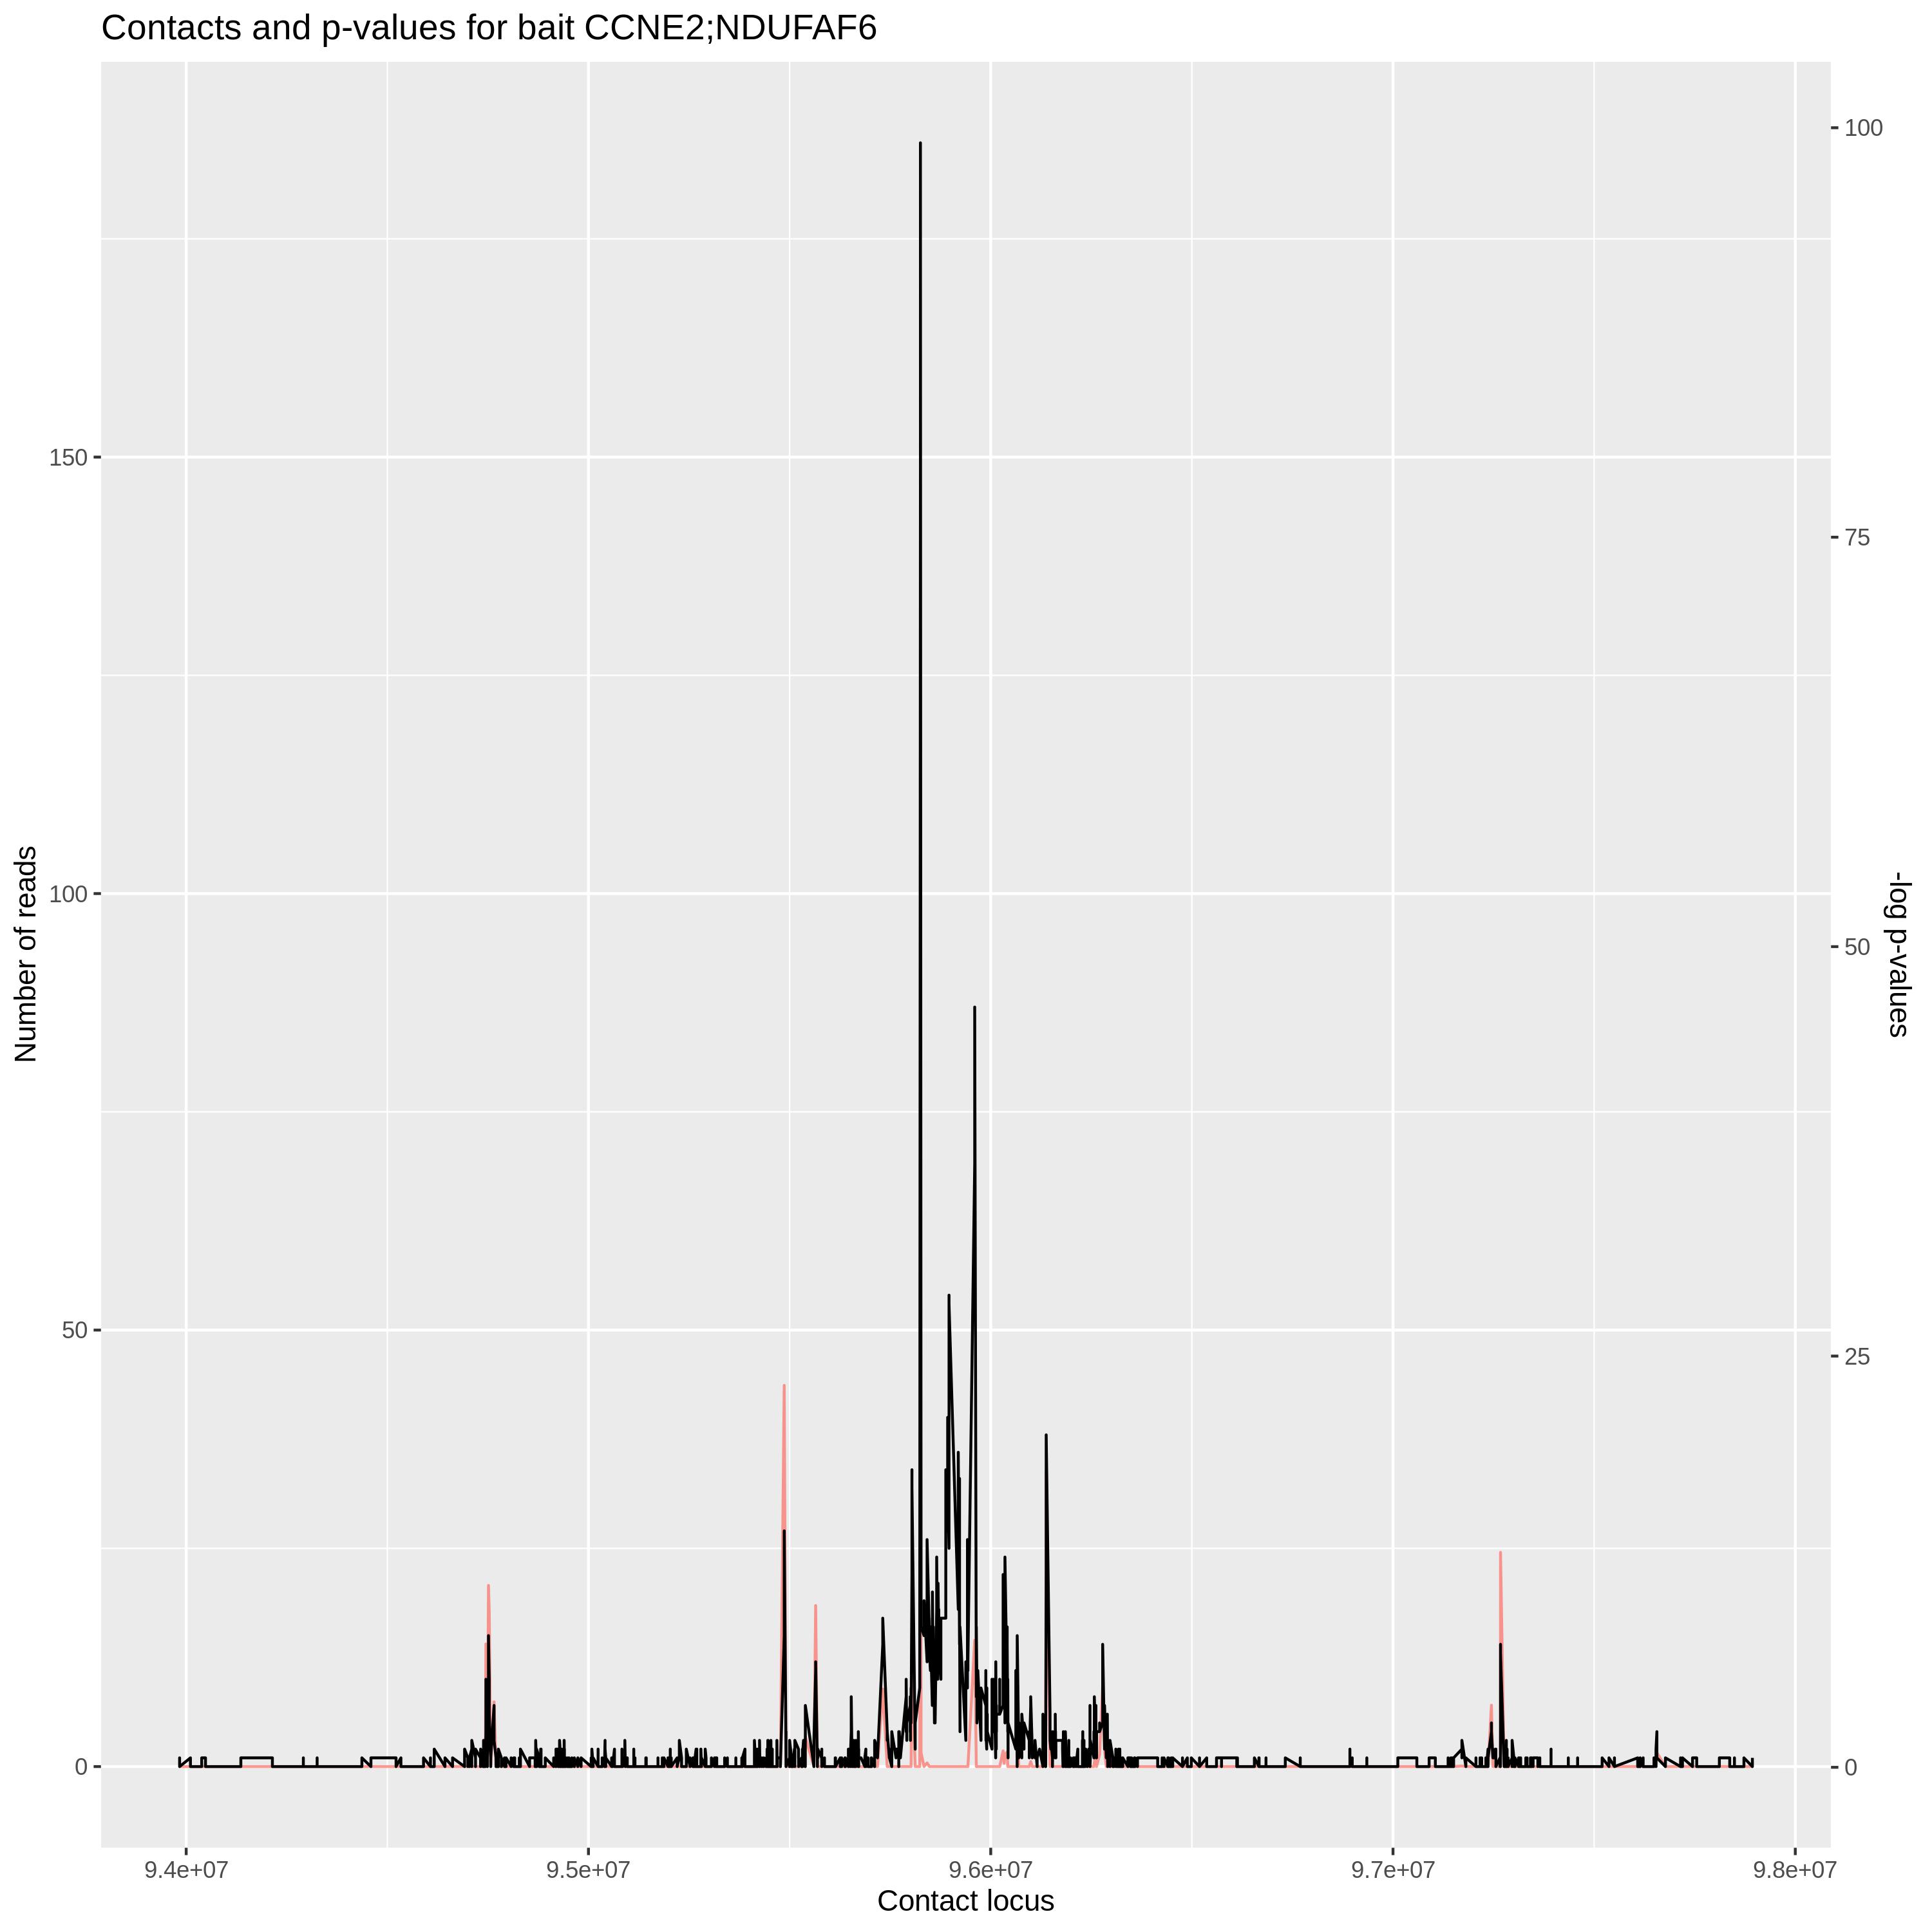 Contacts and p-values for bait CCNE2;NDUFAF6
Number of reads
150
100
50
0
100
75
50
25
0
-log p-values
9.4e+07 9.5e+07 9.6e+07 9.7e+07 9.8e+07
Contact locus